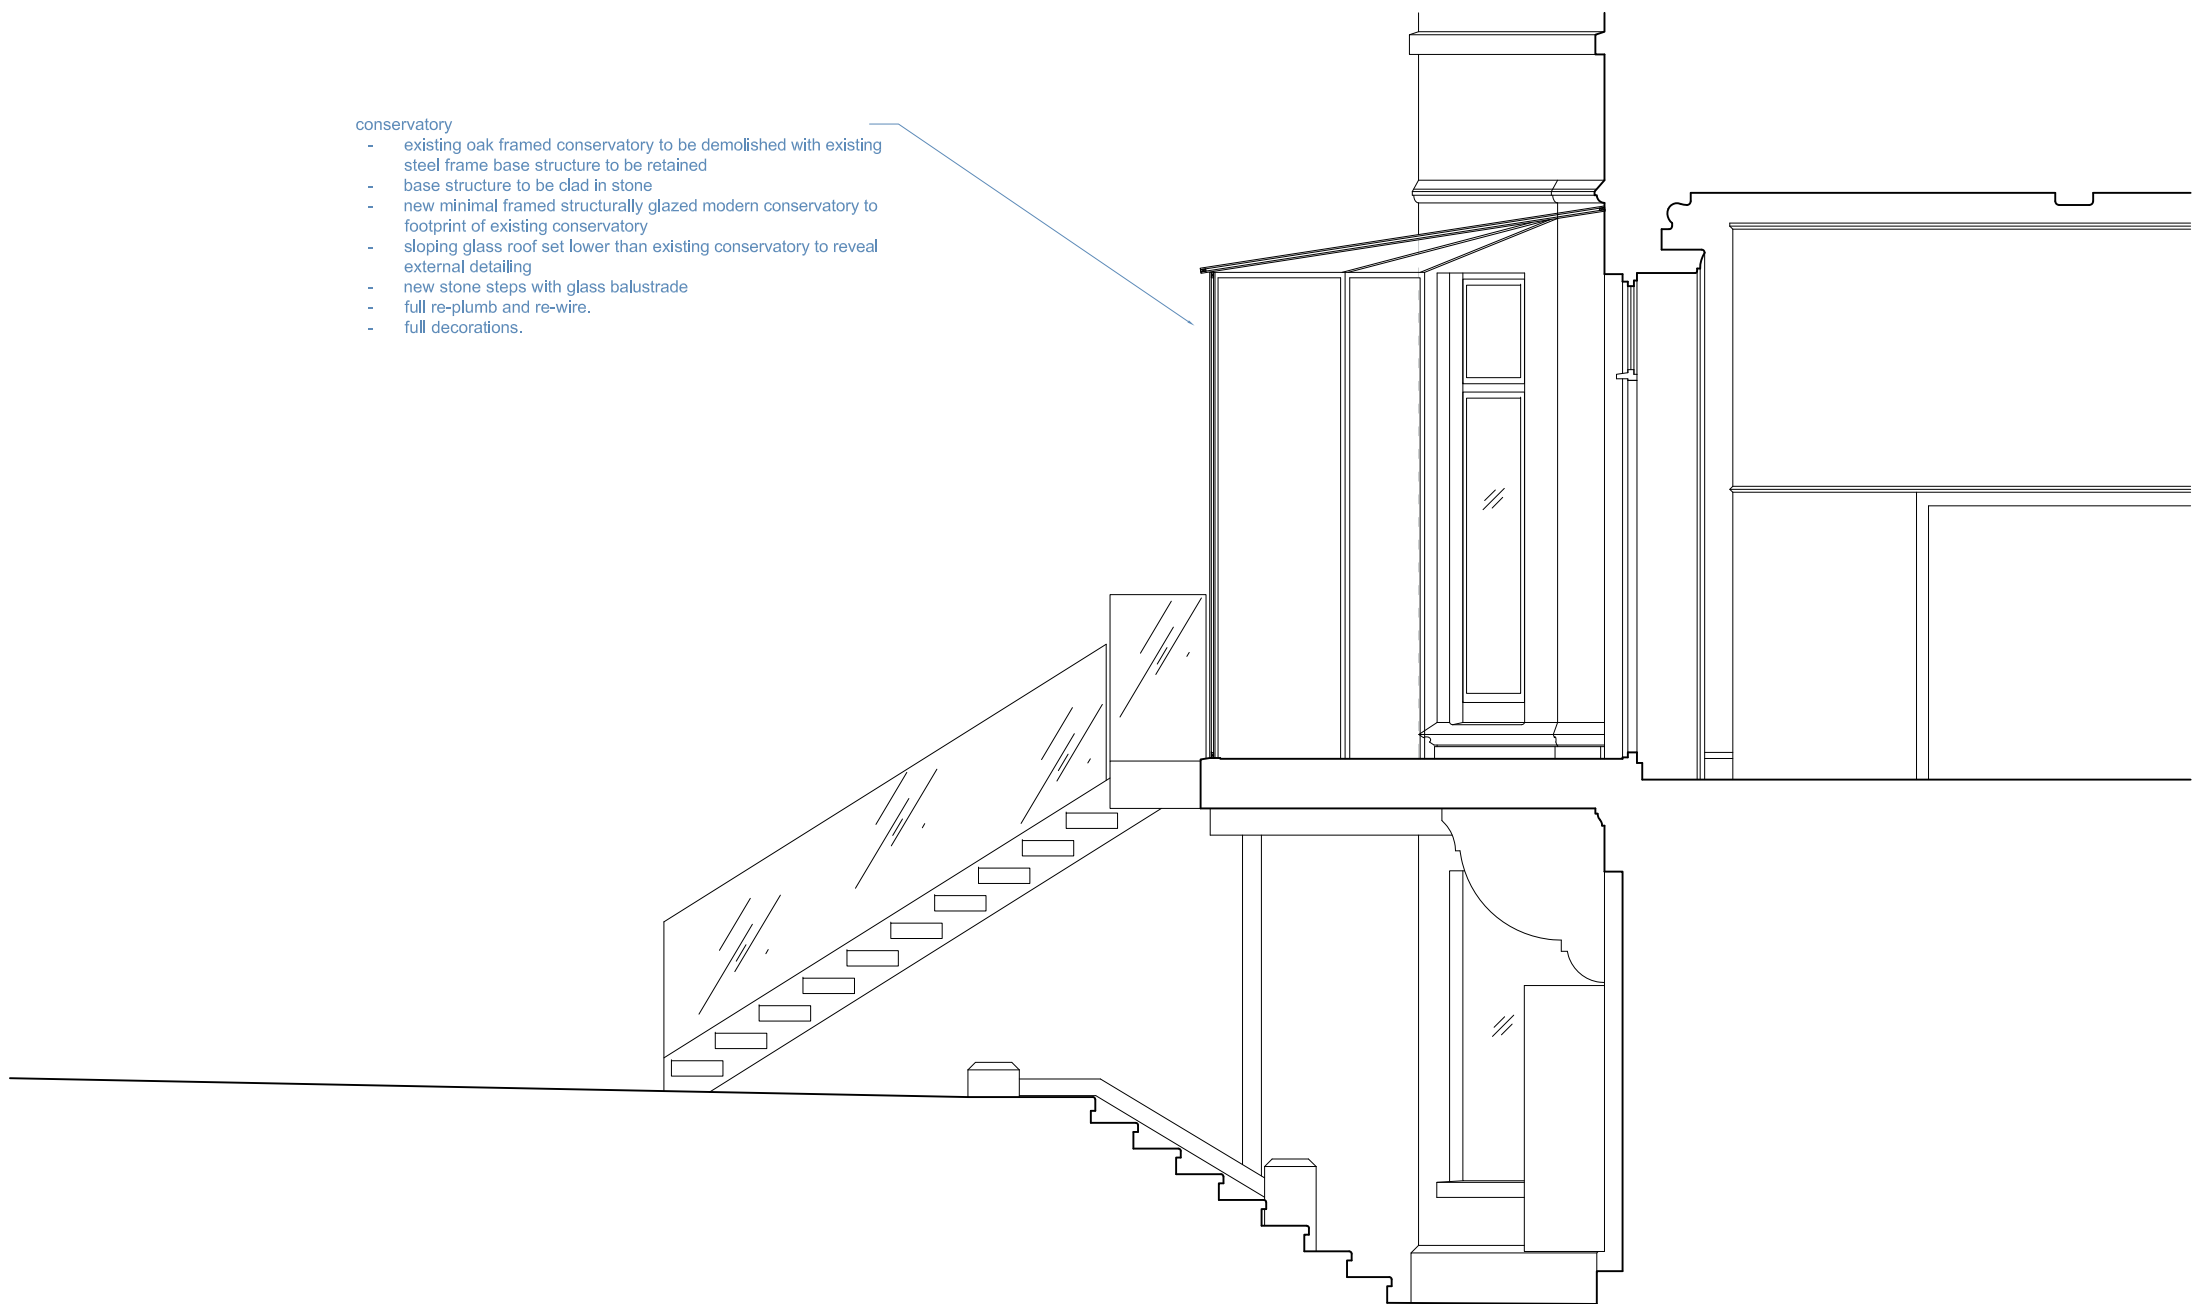 conservatory
- existing oak framed conservatory to be demolished with existing
steel frame base structure to be retained
- base structure to be clad in stone
- new minimal framed structurally glazed modern conservatory to
footprint of existing conservatory
- sloping glass roof set lower than existing conservatory to reveal
external detailing
- new stone steps with glass balustrade
- full re-plumb and re-wire.
- full decorations.